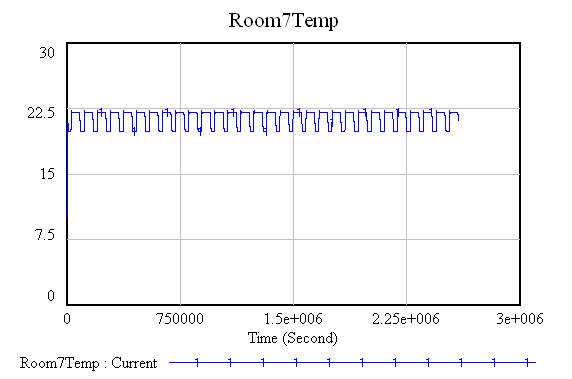 Room7Temp
30
22.5
15
7.5
0
0 750000 1.5e+006 2.25e+006 3e+006
Time (Second)
Room7Temp : Current